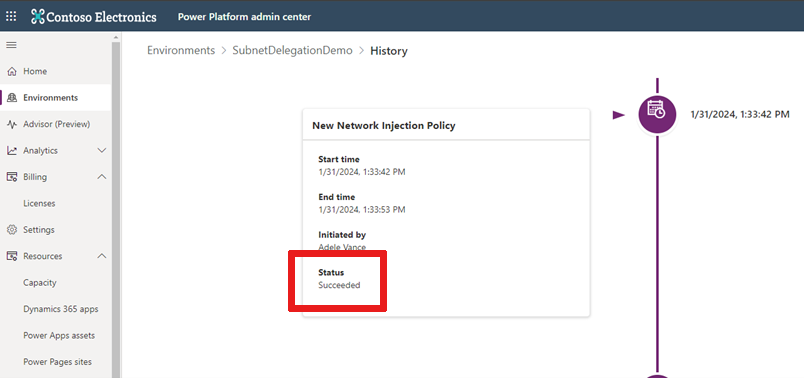 Contoso Electronics
Power Platform admin center
Home
Environments
Advisor (Preview)
Analytics
Billing
Licenses
Settings
Resources
Capacity
Dynamics 365 apps
Power Apps assets
Power Pages sites
Environments > SubnetDelegationDemo > History
New Network Injection Policy
Start time
1/31/2024, 1:33:42 PM
End time
1/31/2024, 1:33:53 PM
Initiated by
Adele Vance
Status
Succeeded
1/31/2024, 1:33:42 PM